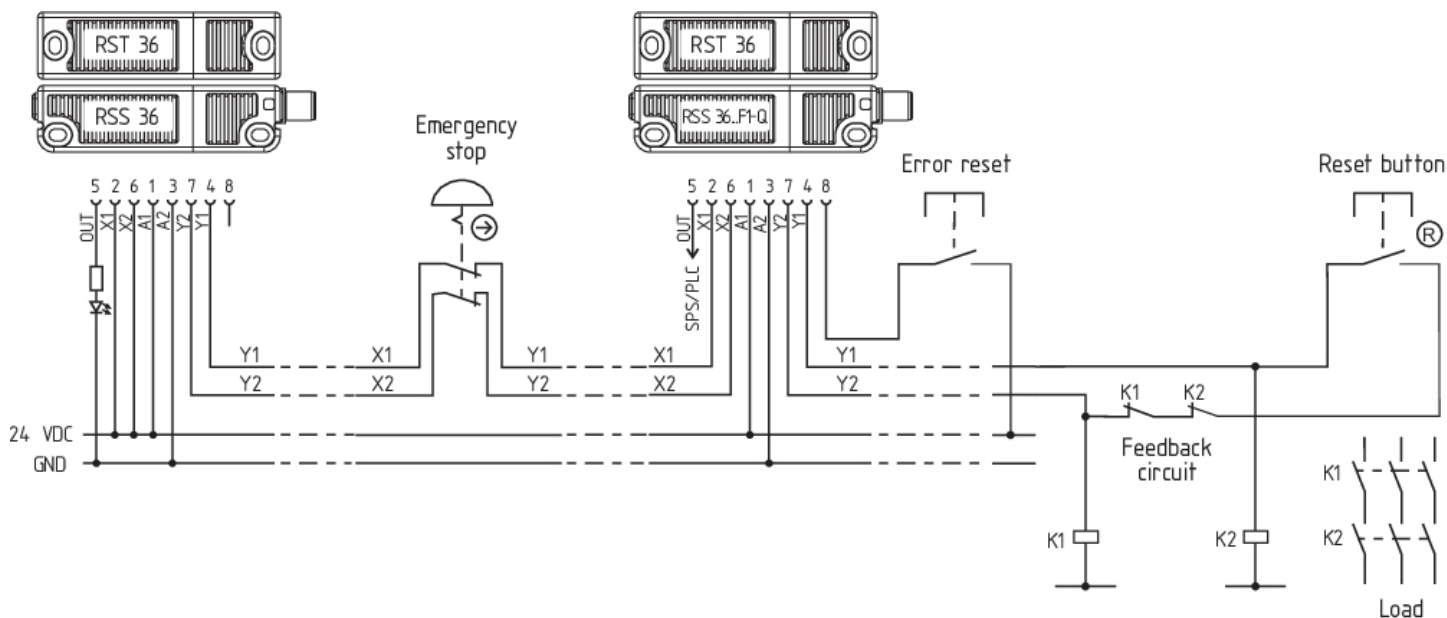 RST 36
RSS 36
RST 36
RSS 36..F1-Q
Emergency
stop
Error reset
Reset button
R
5 2 6 1 3 7 4 8
OUT X1 X2 A1 A2 Y2 Y1
5 2 6 1 3 7 4 8
OUT X1 X2 A1 A2 Y2 Y1
SPS/PLC
Y1 X1 Y1 X1 Y1
Y2 X2 Y2 X2 Y2
K1 K2
24 VDC
GND
Feedback
circuit
K1
K2
K1
K2
Load